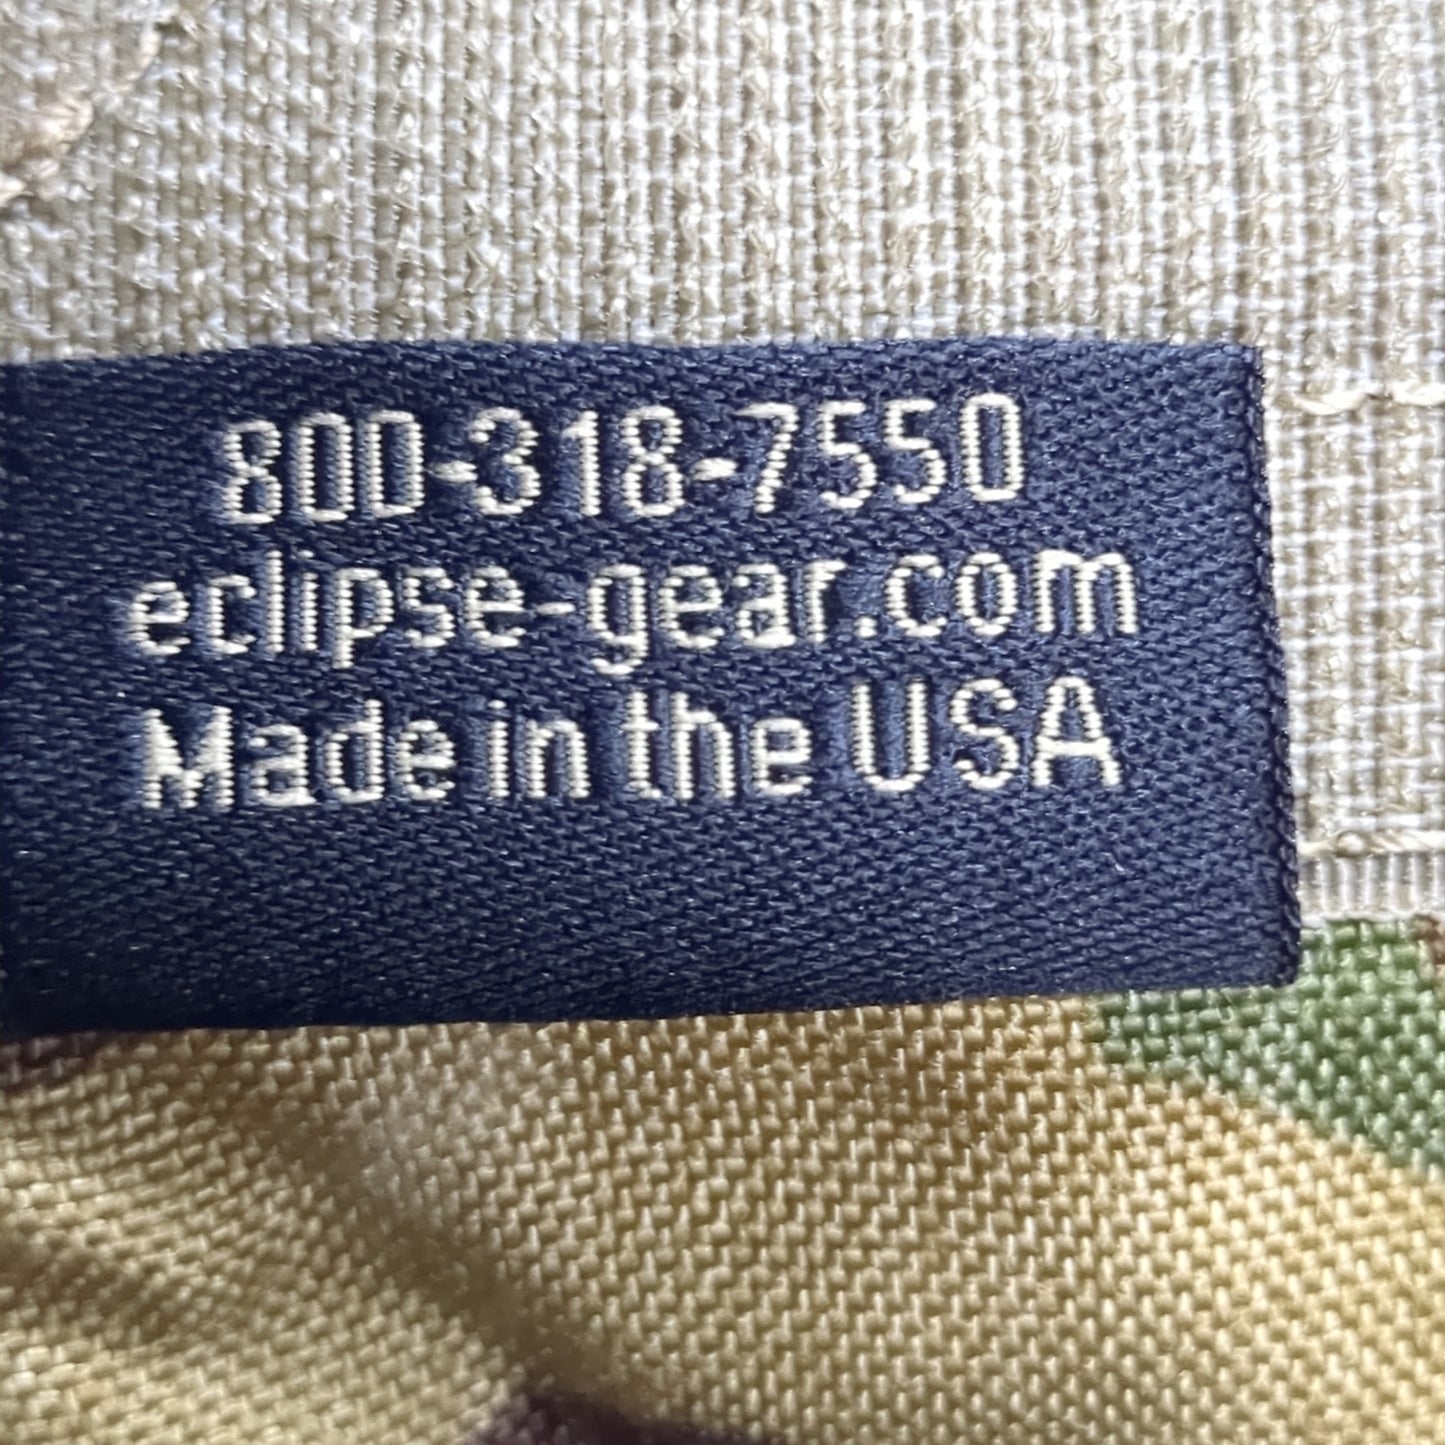 800-318-7550
eclipse-gear.com
Made in the USA